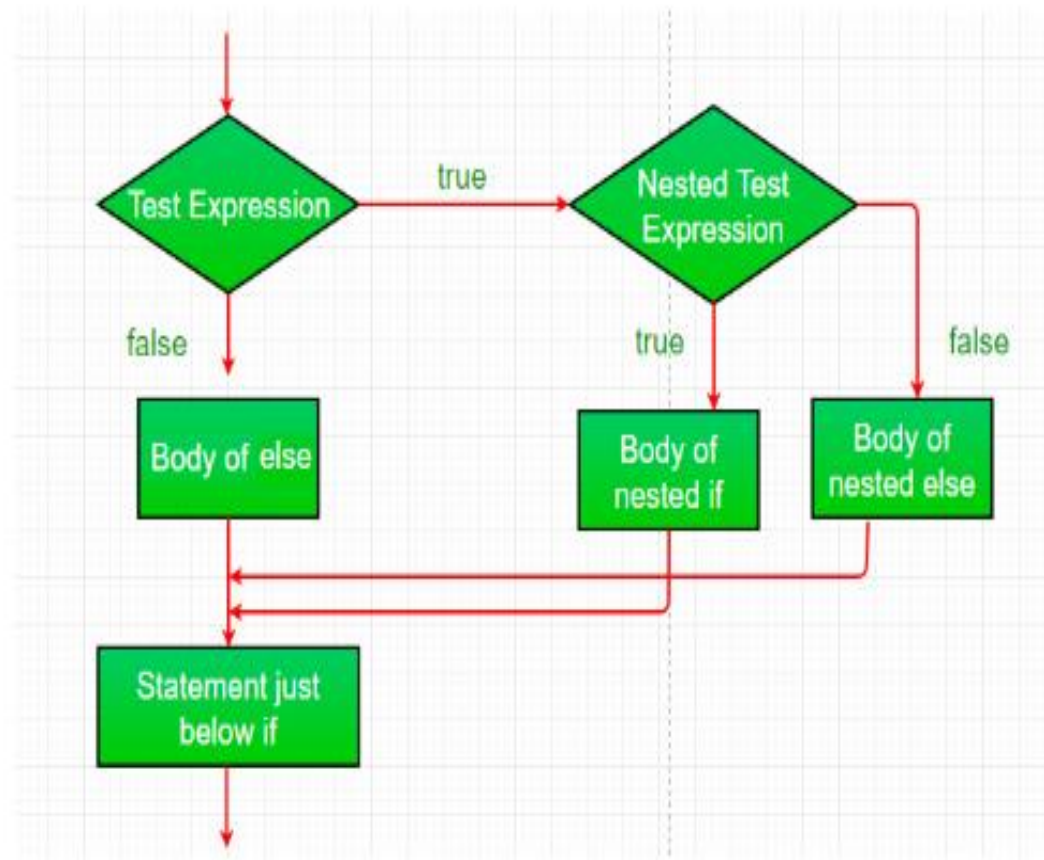 Test Expression
true
Nested Test
Expression
false
true
false
Body of else
Body of
nested if
Body of
nested else
Statement just
below if